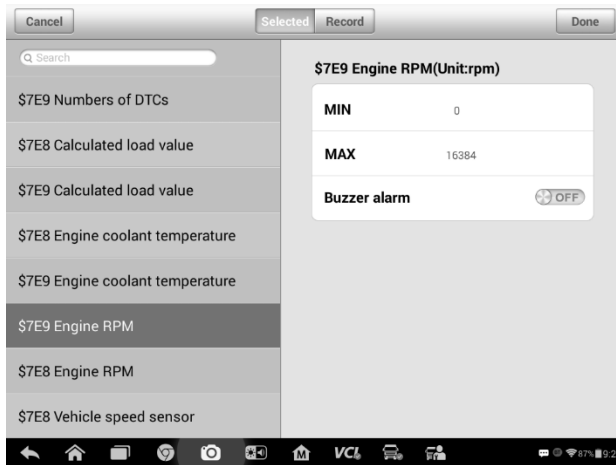 Cancel
Selected Record
Done
Search
$7E9 Numbers of DTCs
$7E8 Calculated load value
$7E9 Calculated load value
$7E8 Engine coolant temperature
$7E9 Engine coolant temperature
$7E9 Engine RPM
$7E8 Engine RPM
$7E8 Vehicle speed sensor
$7E9 Engine RPM(Unit:rpm)
MIN 0
MAX 16384
Buzzer alarm OFF
M VCI 87%